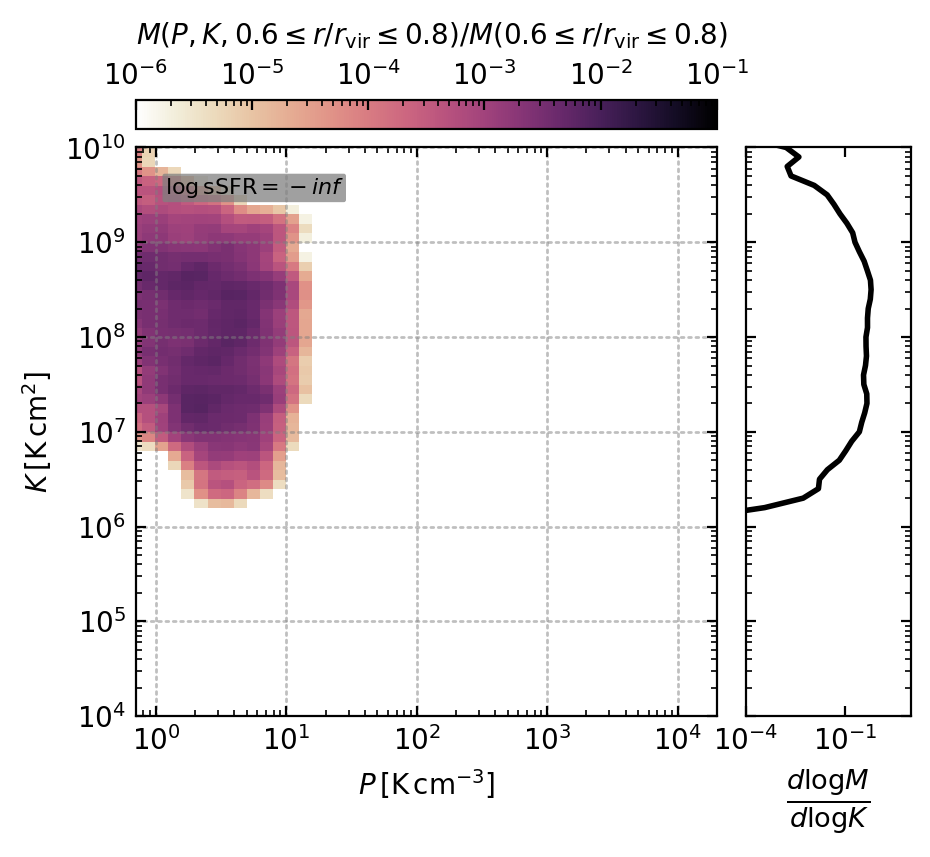 M(P, K, 0.6 ≤ r/r_vir ≤ 0.8)/M(0.6 ≤ r/r_vir ≤ 0.8)
10^−6 10^−5 10^−4 10^−3 10^−2 10^−1
log sSFR = −inf
10^10
10^9
10^8
10^7
10^6
10^5
10^4
K [K cm^2]
10^0 10^1 10^2 10^3 10^4
P [K cm^−3]
10^−4 10^−1
dlogM
dlogK